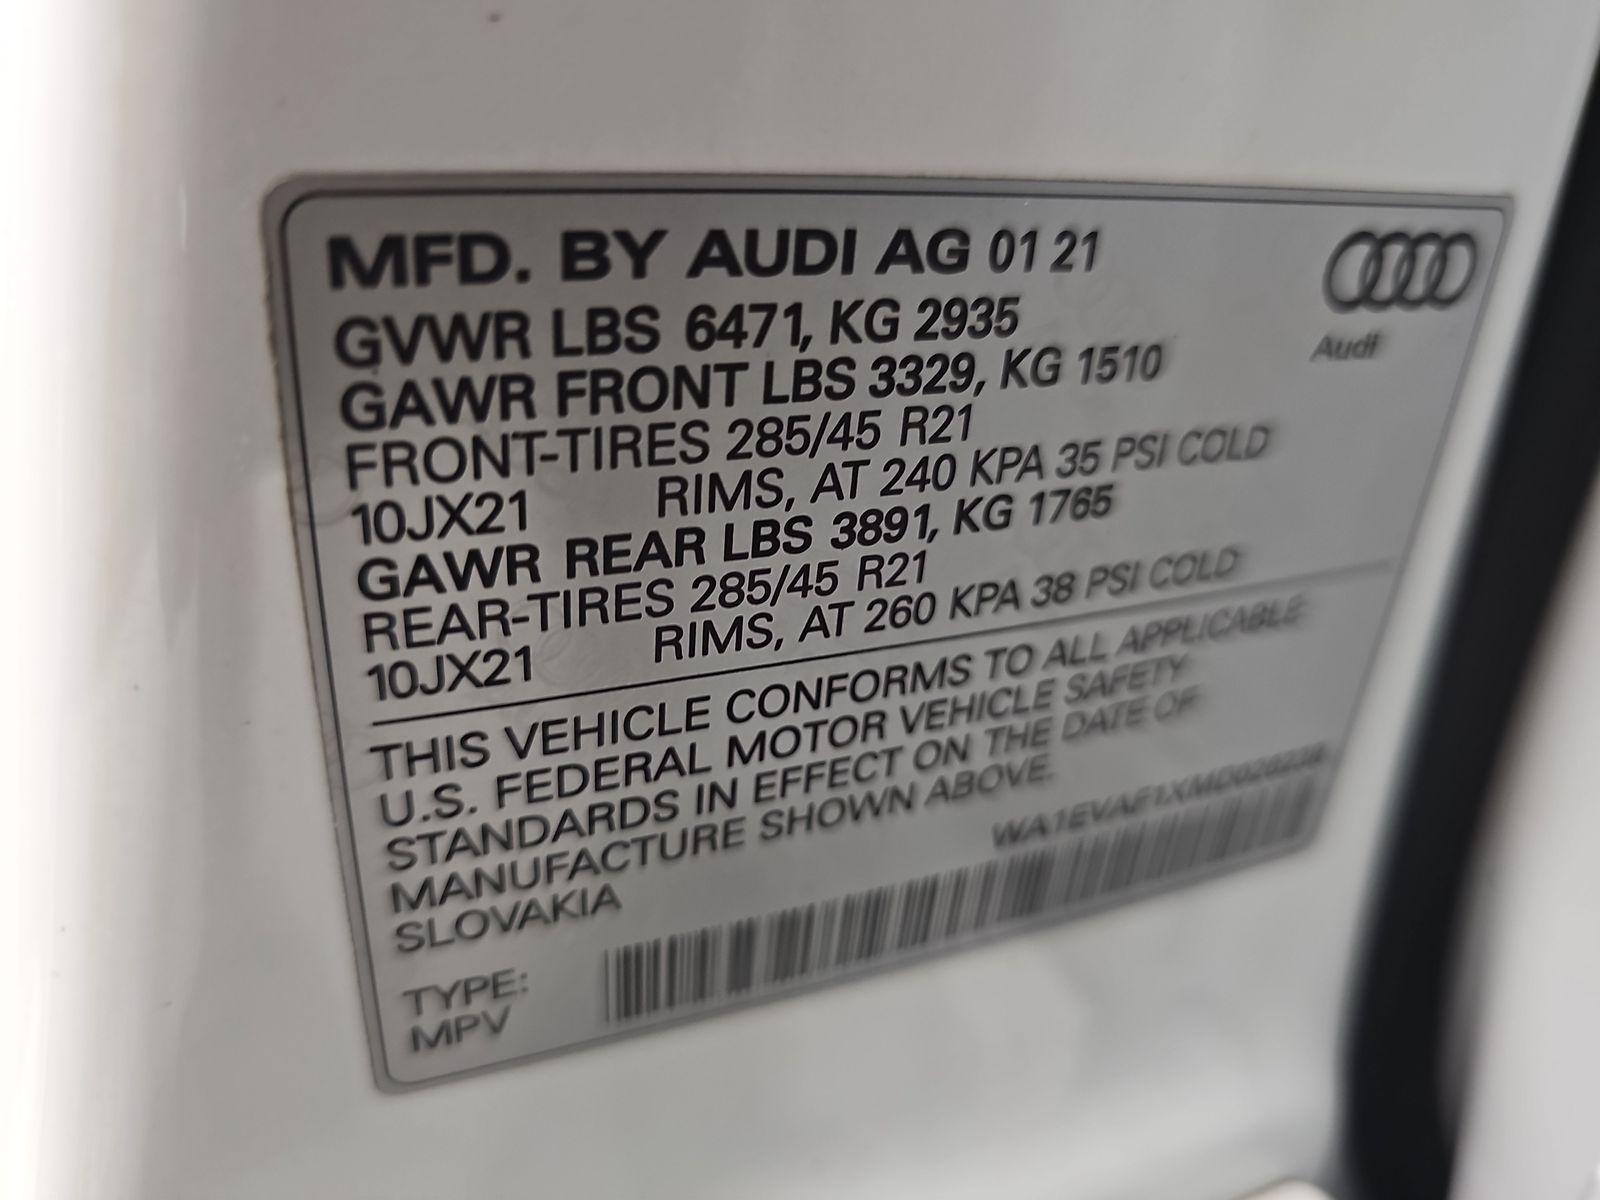 MFD. BY AUDI AG 01 21
GVWR LBS 6471, KG 2935
GAWR FRONT LBS 3329, KG 1510
FRONT-TIRES 285/45 R21
10JX21 RIMS, AT 240 KPA 35 PSI COLD
GAWR REAR LBS 3891, KG 1765
REAR-TIRES 285/45 R21
10JX21 RIMS, AT 260 KPA 38 PSI COLD
THIS VEHICLE CONFORMS TO ALL APPLICABLE
U.S. FEDERAL MOTOR VEHICLE SAFETY
STANDARDS IN EFFECT ON THE DATE OF
MANUFACTURE SHOWN ABOVE.
SLOVAKIA
TYPE:
MPV
Audi